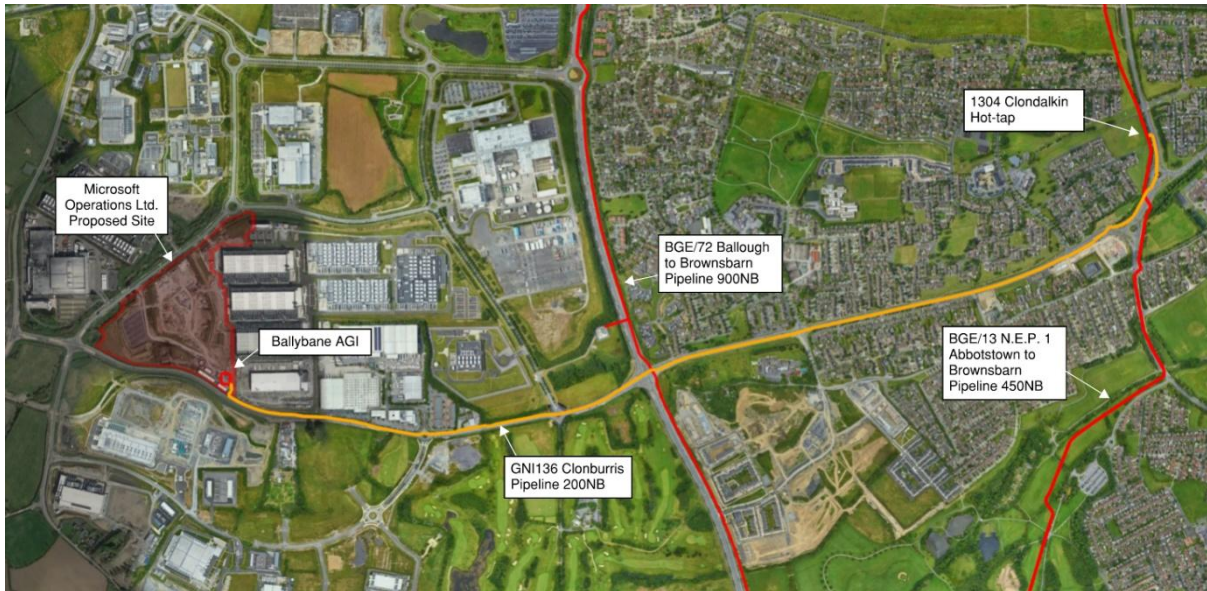 1304 Clondalkin
Hot-tap
Microsoft
Operations Ltd.
Proposed Site
BGE/72 Ballough
to Brownsbarn
Pipeline 900NB
Ballybane AGI
BGE/13 N.E.P. 1
Abbotstown to
Brownsbarn
Pipeline 450NB
GNI136 Clonburris
Pipeline 200NB